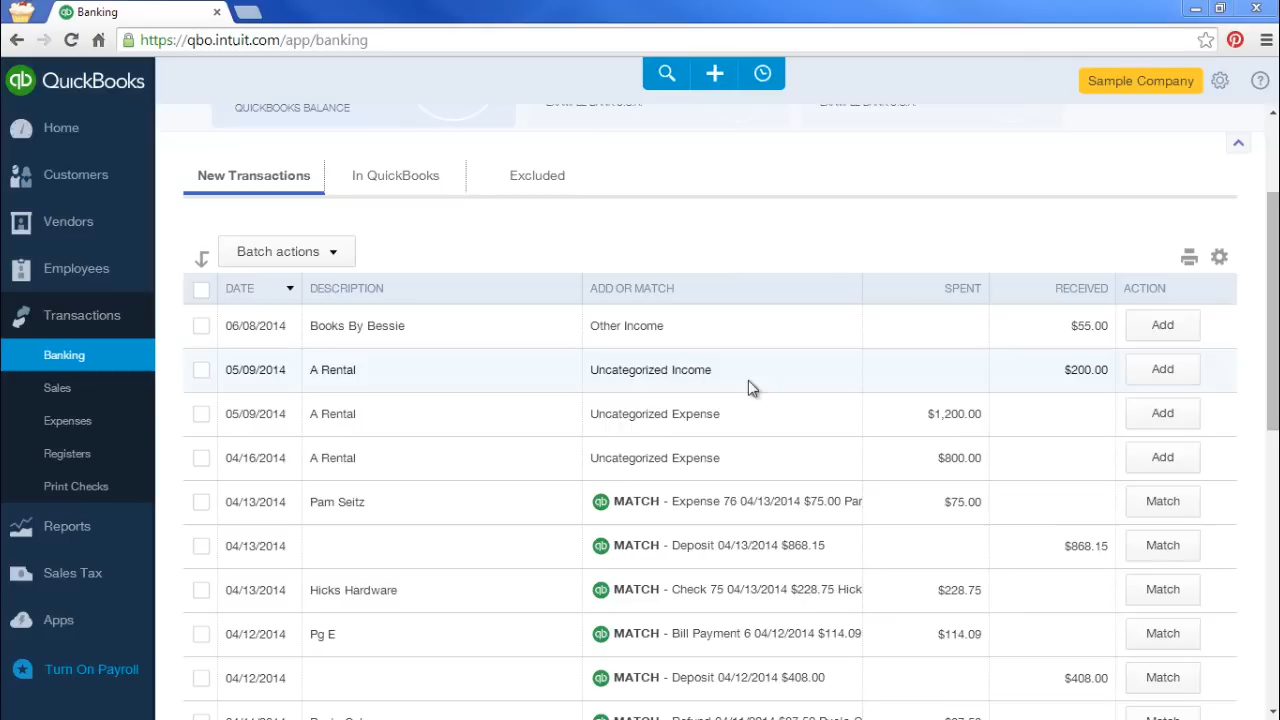 Banking
https://qbo.intuit.com/app/banking
QuickBooks
Sample Company
QUICKBOOKS BALANCE
Home
Customers
Vendors
Employees
Transactions
Banking
Sales
Expenses
Registers
Print Checks
Reports
Sales Tax
Apps
Turn On Payroll
New Transactions In QuickBooks Excluded
Batch actions
DATE DESCRIPTION ADD OR MATCH SPENT RECEIVED ACTION
06/08/2014 Books By Bessie Other Income $55.00 Add
05/09/2014 A Rental Uncategorized Income $200.00 Add
05/09/2014 A Rental Uncategorized Expense $1,200.00 Add
04/16/2014 A Rental Uncategorized Expense $800.00 Add
04/13/2014 Pam Seitz MATCH - Expense 76 04/13/2014 $75.00 Par $75.00 Match
04/13/2014 MATCH - Deposit 04/13/2014 $868.15 $868.15 Match
04/13/2014 Hicks Hardware MATCH - Check 75 04/13/2014 $228.75 Hick $228.75 Match
04/12/2014 Pg E MATCH - Bill Payment 6 04/12/2014 $114.09 $114.09 Match
04/12/2014 MATCH - Deposit 04/12/2014 $408.00 $408.00 Match